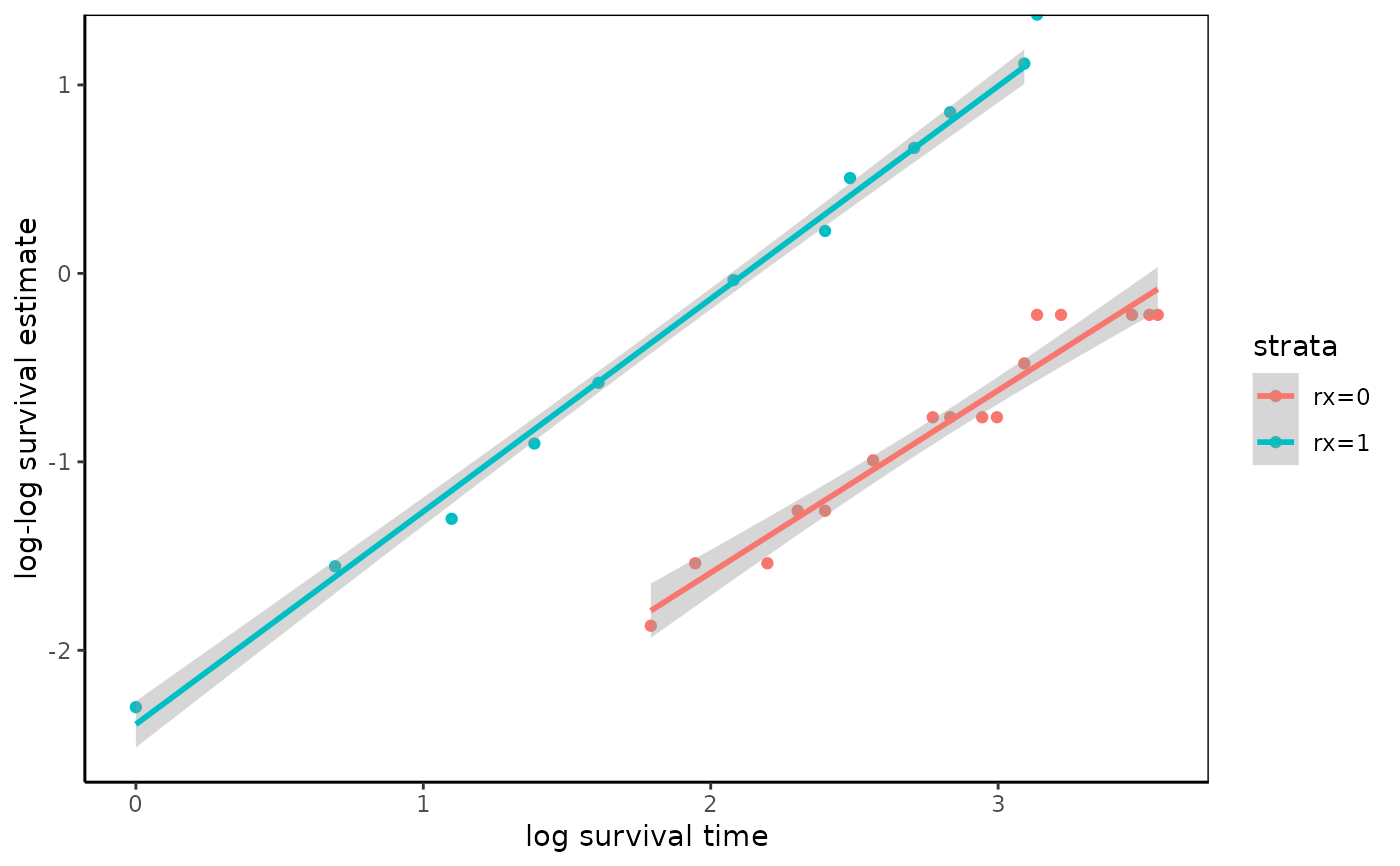 1
0
-1
-2
log-log survival estimate
0 1 2 3
log survival time
strata
rx=0
rx=1